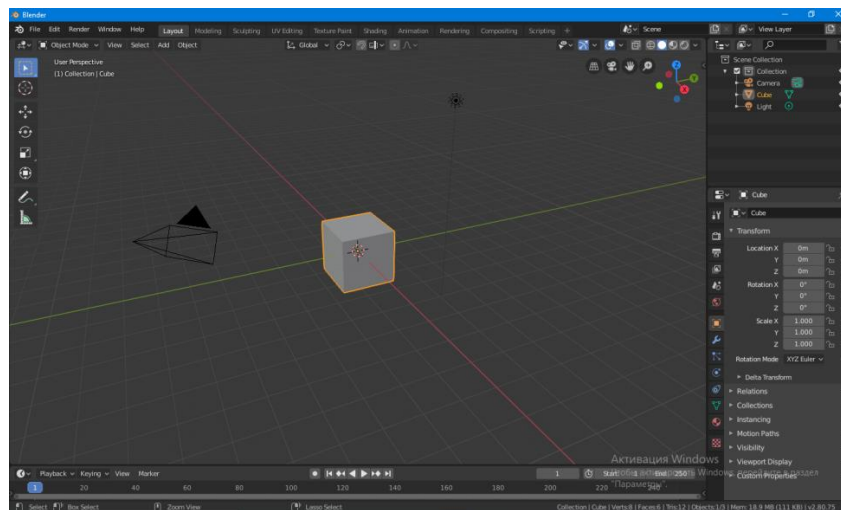 Blender
File Edit Render Window Help Layout Modeling Sculpting UV Editing Texture Paint Shading Animation Rendering Compositing Scripting + Scene View Layer
Object Mode View Select Add Object Global
User Perspective
(1) Collection | Cube
Z
Y
X
Scene Collection
Collection
Camera
Cube
Light
Cube
Cube
Transform
Location X 0m
Y 0m
Z 0m
Rotation X 0°
Y 0°
Z 0°
Scale X 1.000
Y 1.000
Z 1.000
Rotation Mode XYZ Euler
Delta Transform
Relations
Collections
Instancing
Motion Paths
Visibility
Viewport Display
Custom Properties
Активация Windows
Чтобы активировать Windows, перейдите в раздел
"Параметры".
Playback Keying View Marker 1 Start 1 End 250
1 20 40 60 80 100 120 140 160 180 200 220 240
Select Box Select Zoom View Lasso Select Collection | Cube | Verts:8 | Faces:6 | Tris:12 | Objects:1/3 | Mem: 18.9 MB (111 KB) | v2.80.75